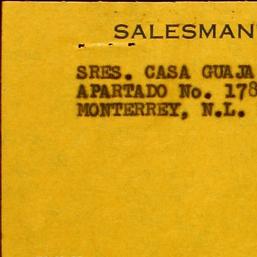 SALESMAN
SRES. CASA GUAJA
APARTADO No. 178
MONTERREY, N.L.